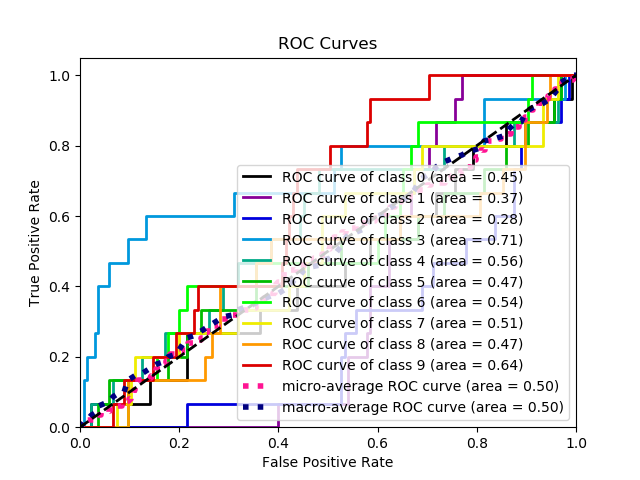 ROC Curves
True Positive Rate
1.0
0.8
0.6
0.4
0.2
0.0
ROC curve of class 0 (area = 0.45)
ROC curve of class 1 (area = 0.37)
ROC curve of class 2 (area = 0.28)
ROC curve of class 3 (area = 0.71)
ROC curve of class 4 (area = 0.56)
ROC curve of class 5 (area = 0.47)
ROC curve of class 6 (area = 0.54)
ROC curve of class 7 (area = 0.51)
ROC curve of class 8 (area = 0.47)
ROC curve of class 9 (area = 0.64)
micro-average ROC curve (area = 0.50)
macro-average ROC curve (area = 0.50)
0.0 0.2 0.4 0.6 0.8 1.0
False Positive Rate